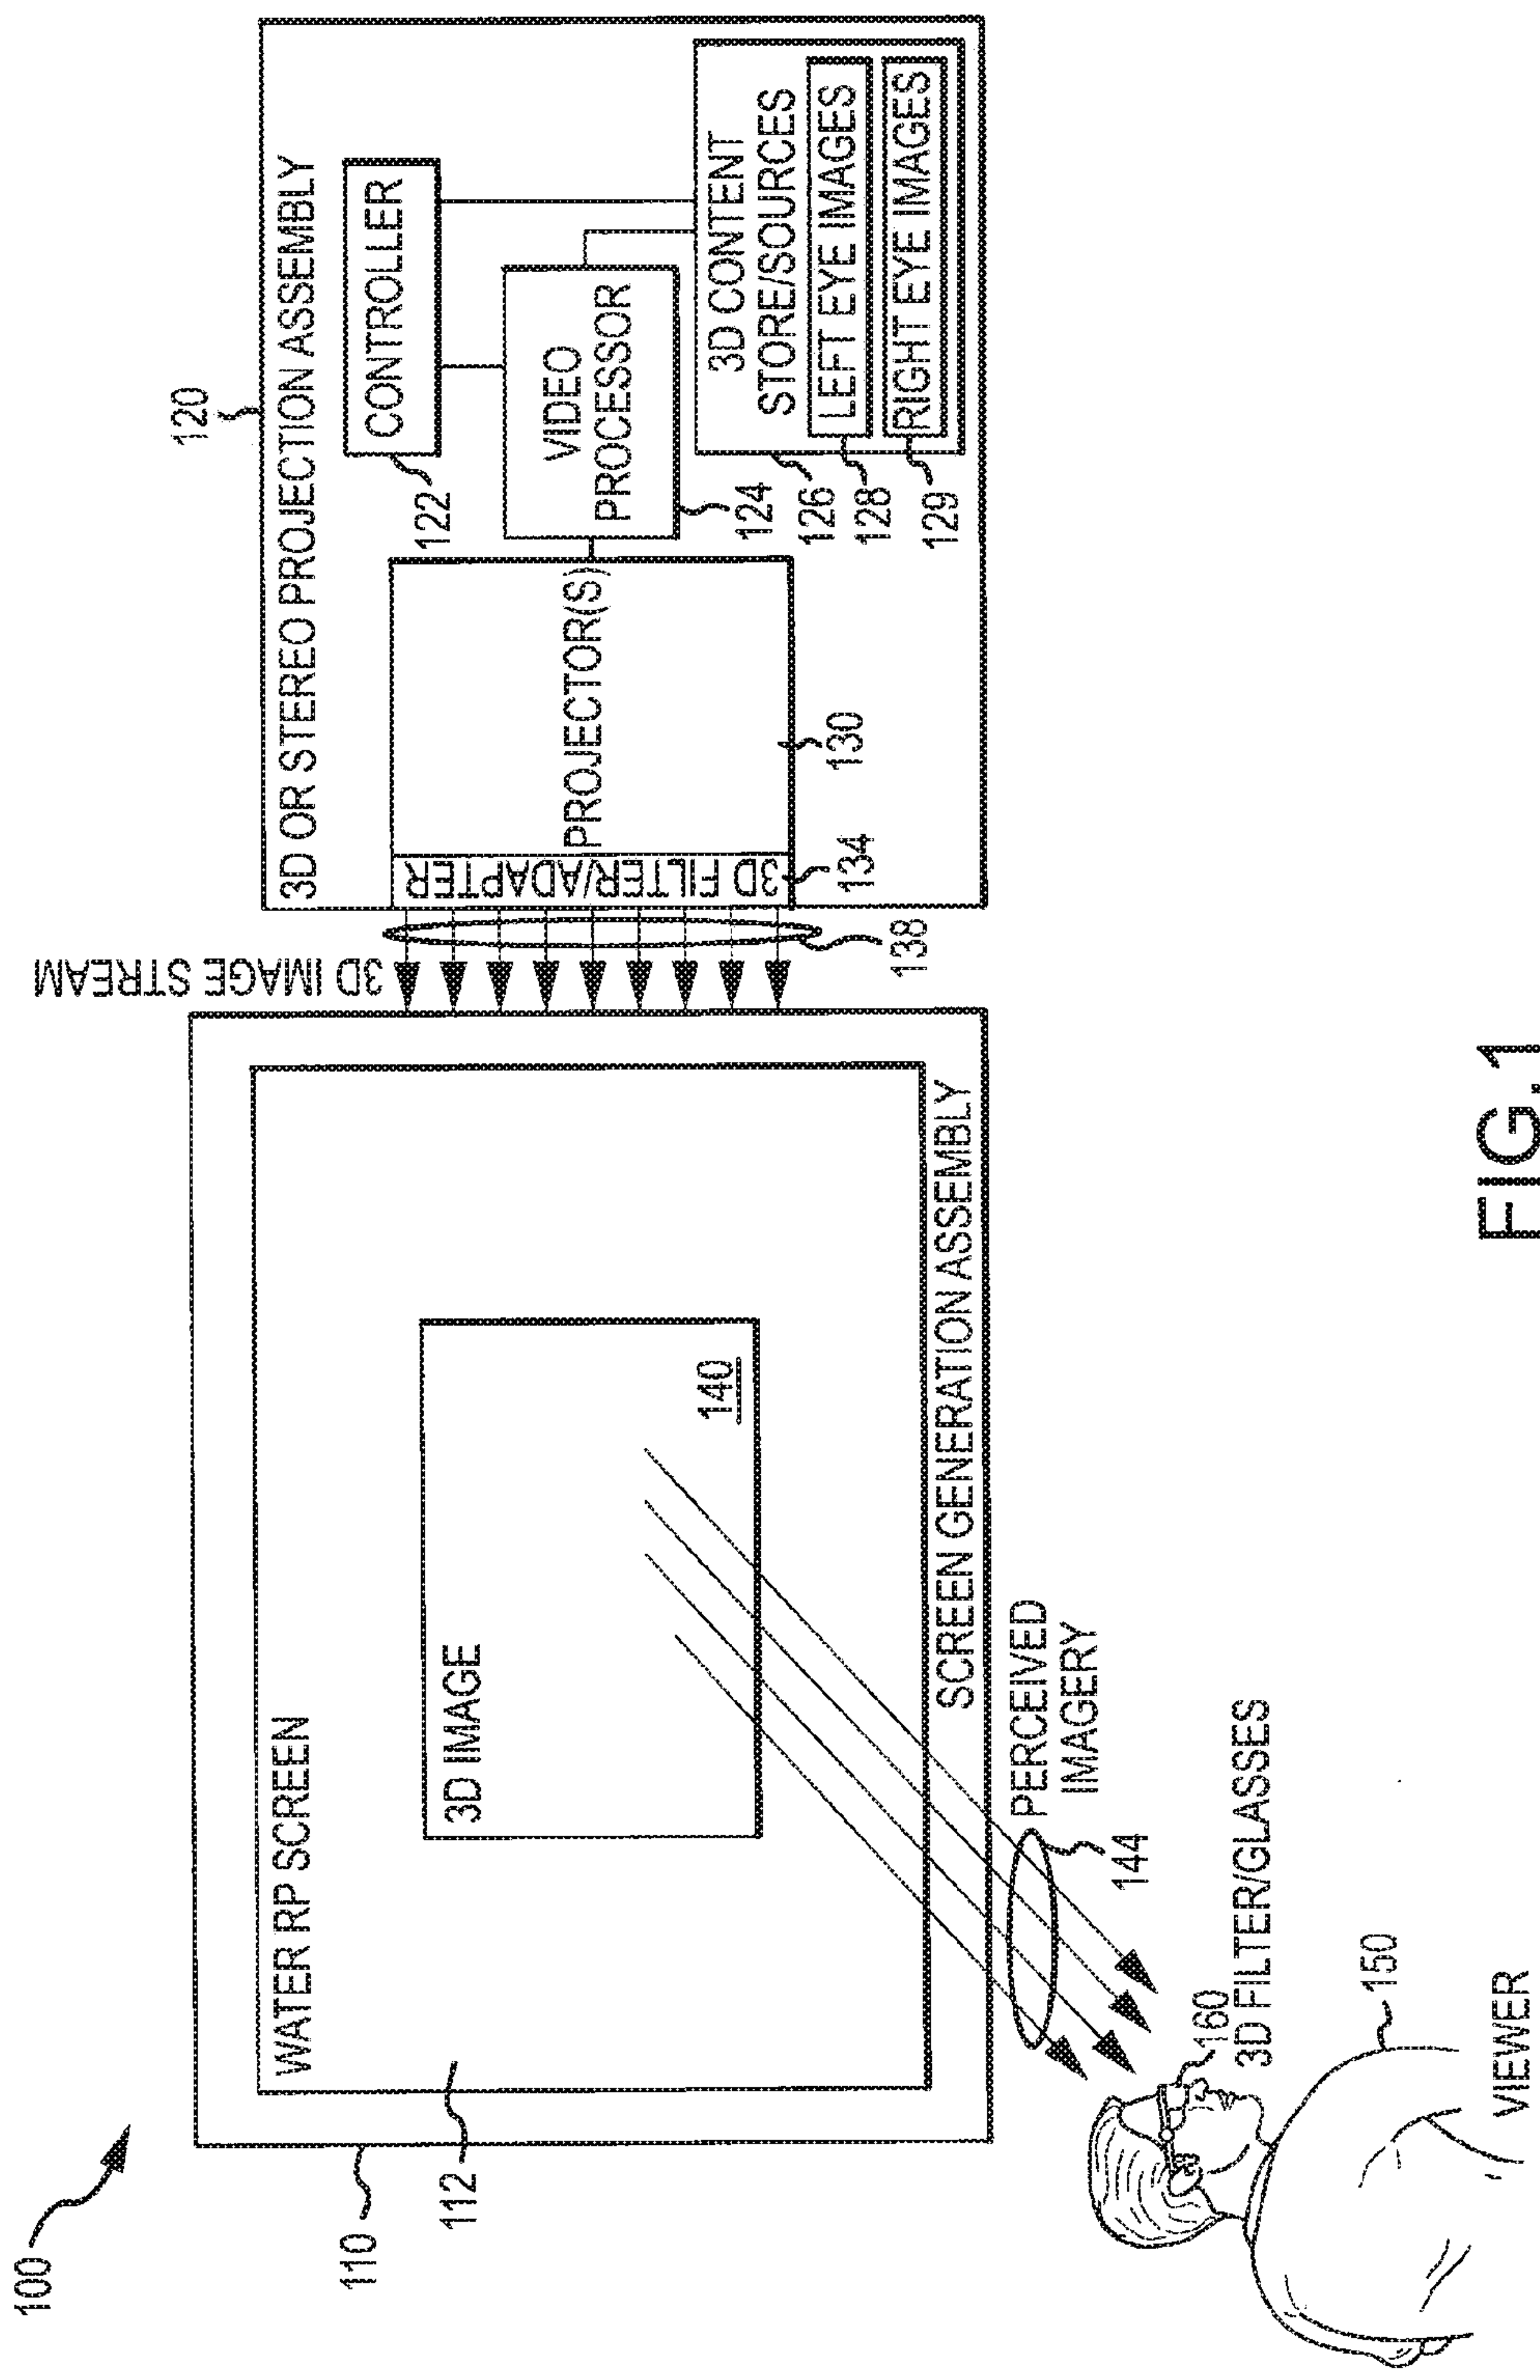 100
110
112
WATER RP SCREEN
3D IMAGE
140
SCREEN GENERATION ASSEMBLY
3D IMAGE STREAM
138
120
3D OR STEREO PROJECTION ASSEMBLY
CONTROLLER
122
VIDEO
PROCESSOR
124
PROJECTOR(S)
130
3D FILTER/ADAPTER
134
3D CONTENT
STORE/SOURCES
LEFT EYE IMAGES
RIGHT EYE IMAGES
126
128
129
PERCEIVED
IMAGERY
144
160
3D FILTER/GLASSES
150
VIEWER
FIG.1